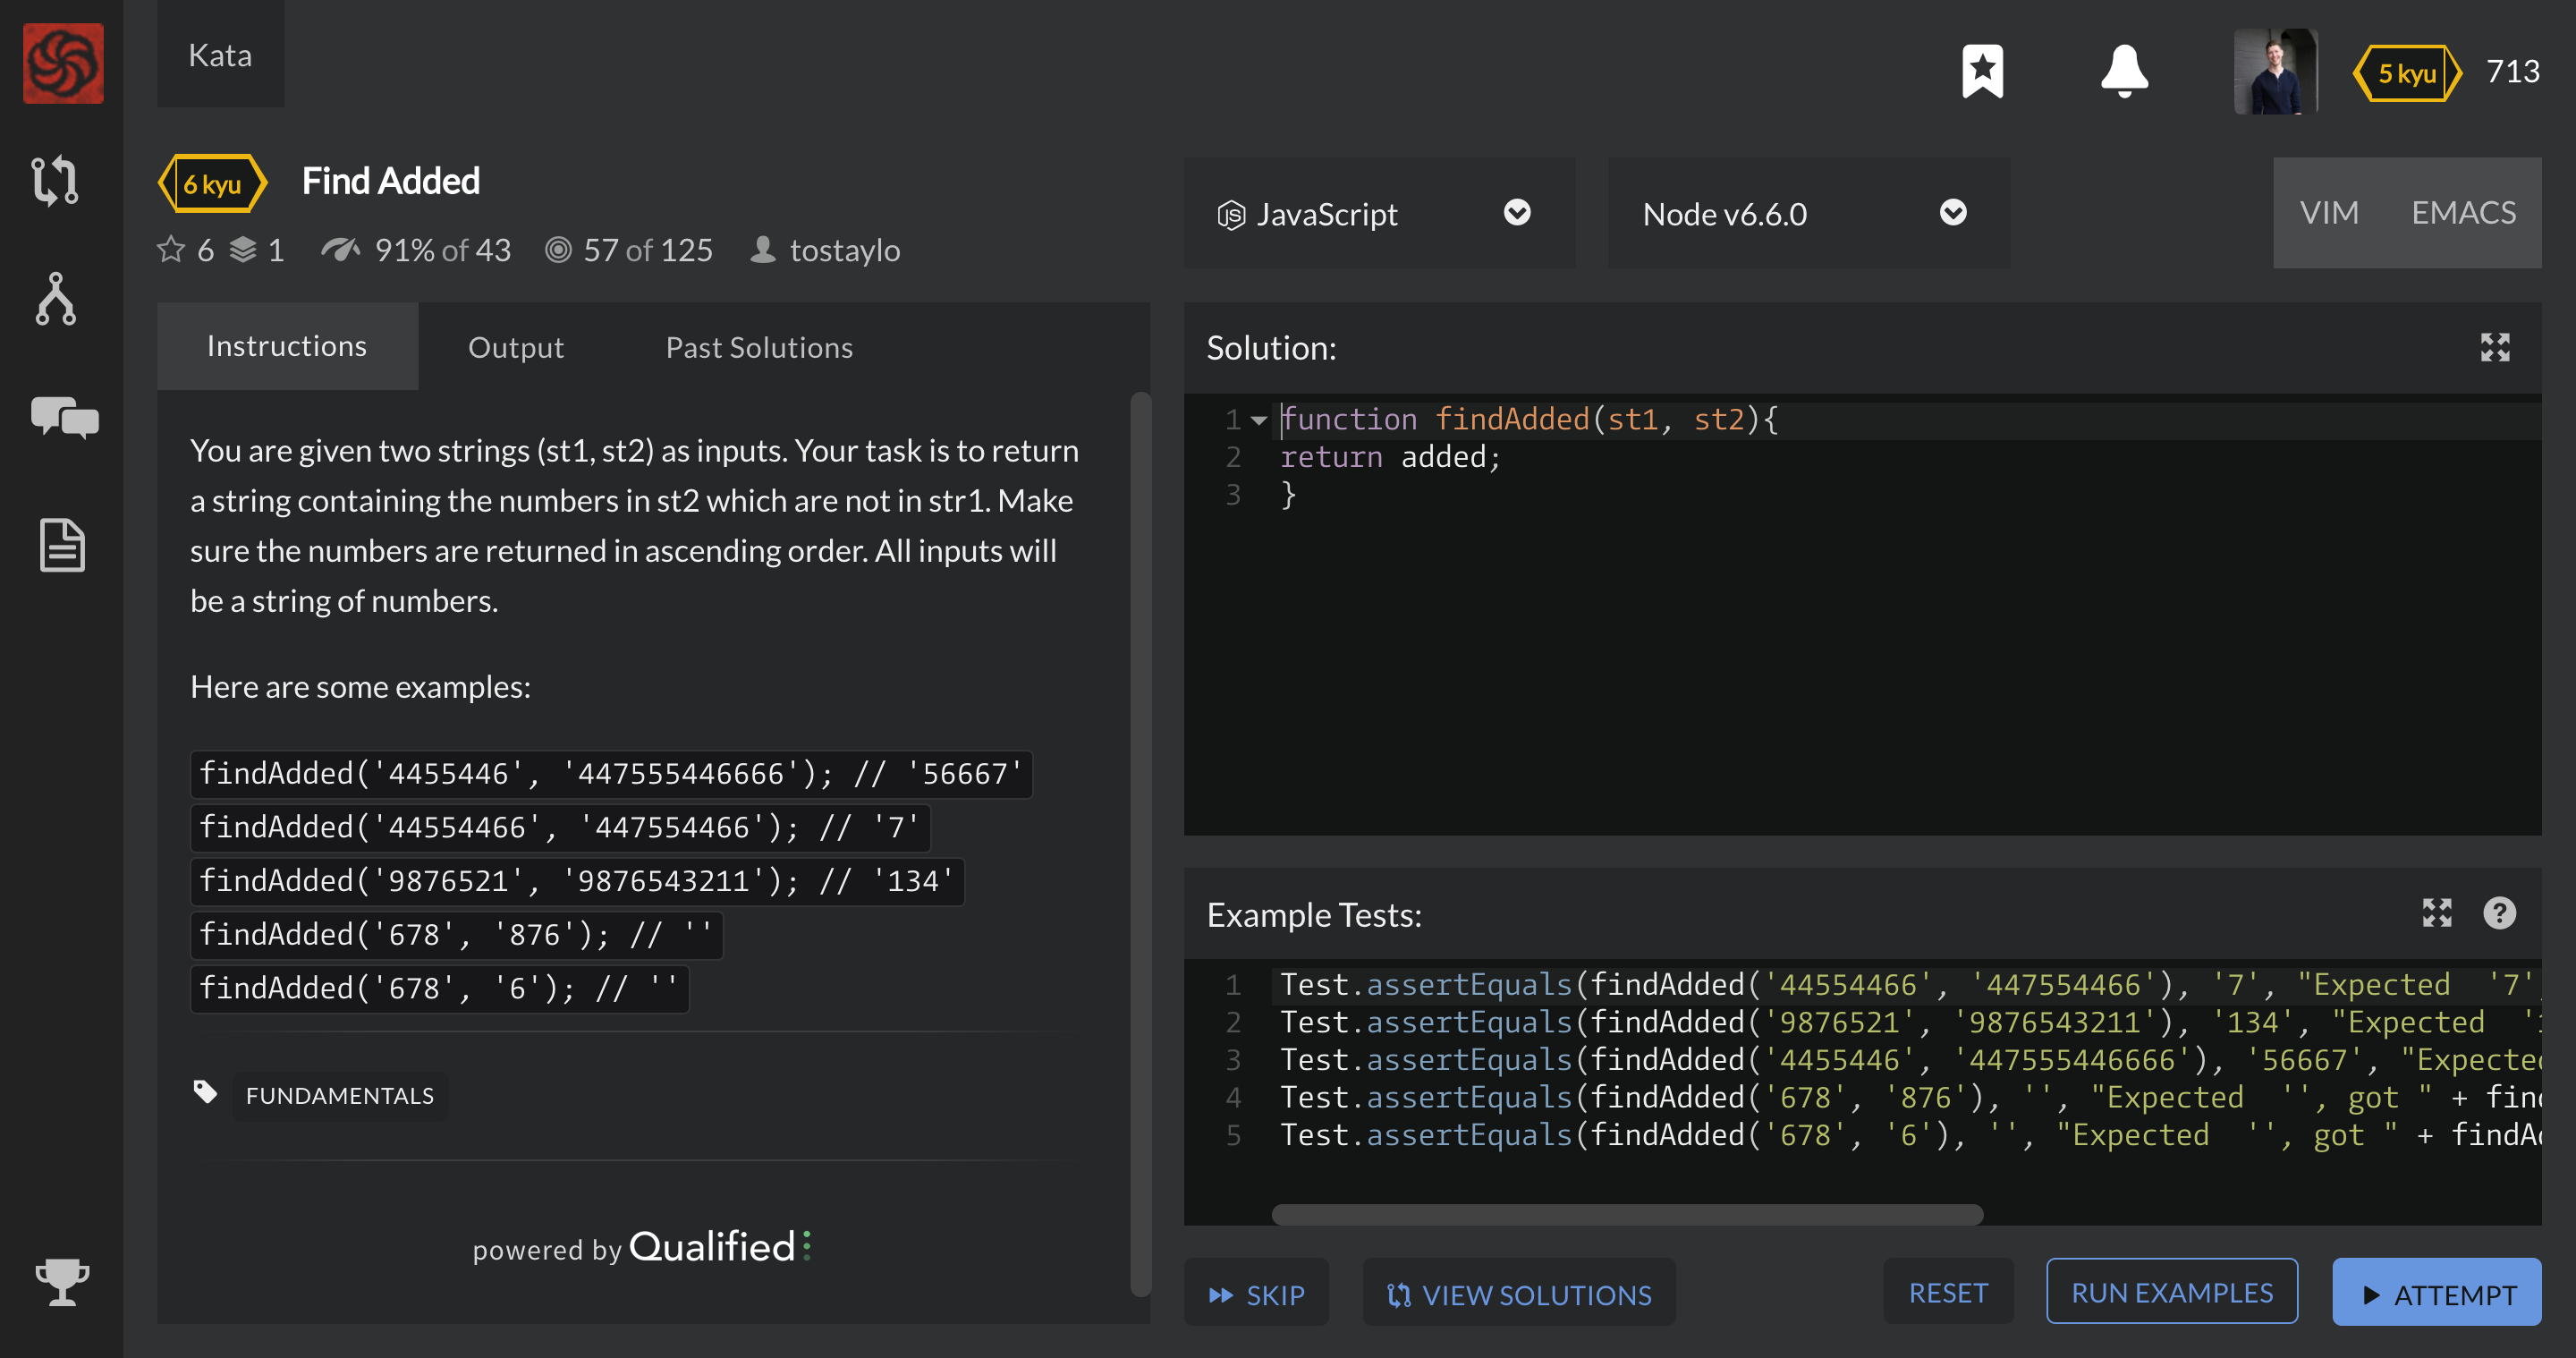 Kata
5 kyu 713
6 kyu Find Added
6 1 91% of 43 57 of 125 tostaylo
JavaScript
Node v6.6.0
VIM EMACS
Instructions Output Past Solutions
You are given two strings (st1, st2) as inputs. Your task is to return
a string containing the numbers in st2 which are not in str1. Make
sure the numbers are returned in ascending order. All inputs will
be a string of numbers.
Here are some examples:
findAdded('4455446', '447555446666'); // '56667'
findAdded('44554466', '447554466'); // '7'
findAdded('9876521', '9876543211'); // '134'
findAdded('678', '876'); // ''
findAdded('678', '6'); // ''
FUNDAMENTALS
powered by Qualified
Solution:
1 function findAdded(st1, st2){
2 return added;
3 }
Example Tests:
1 Test.assertEquals(findAdded('44554466', '447554466'), '7', "Expected  '7'
2 Test.assertEquals(findAdded('9876521', '9876543211'), '134', "Expected  '1
3 Test.assertEquals(findAdded('4455446', '447555446666'), '56667', "Expected
4 Test.assertEquals(findAdded('678', '876'), '', "Expected  '', got " + find
5 Test.assertEquals(findAdded('678', '6'), '', "Expected  '', got " + findAd
SKIP
VIEW SOLUTIONS
RESET
RUN EXAMPLES
ATTEMPT